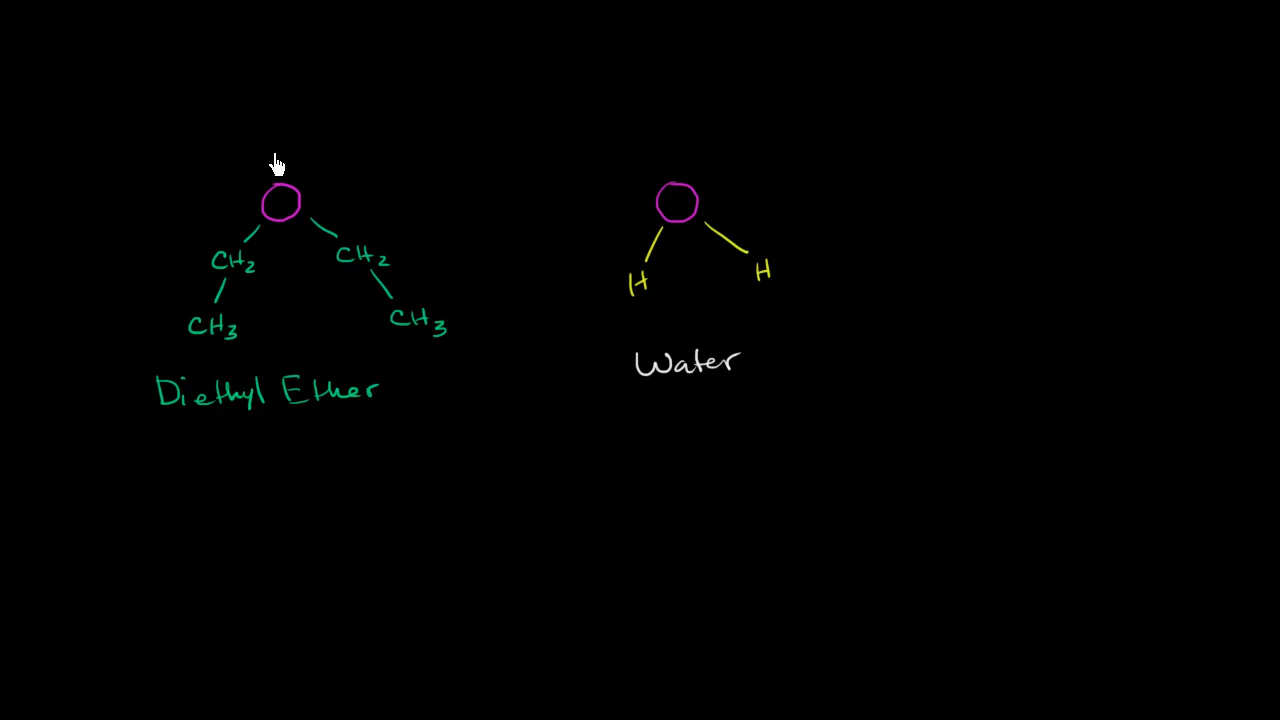 O O
CH2 CH2 H H
CH3 CH3
Water
Diethyl Ether